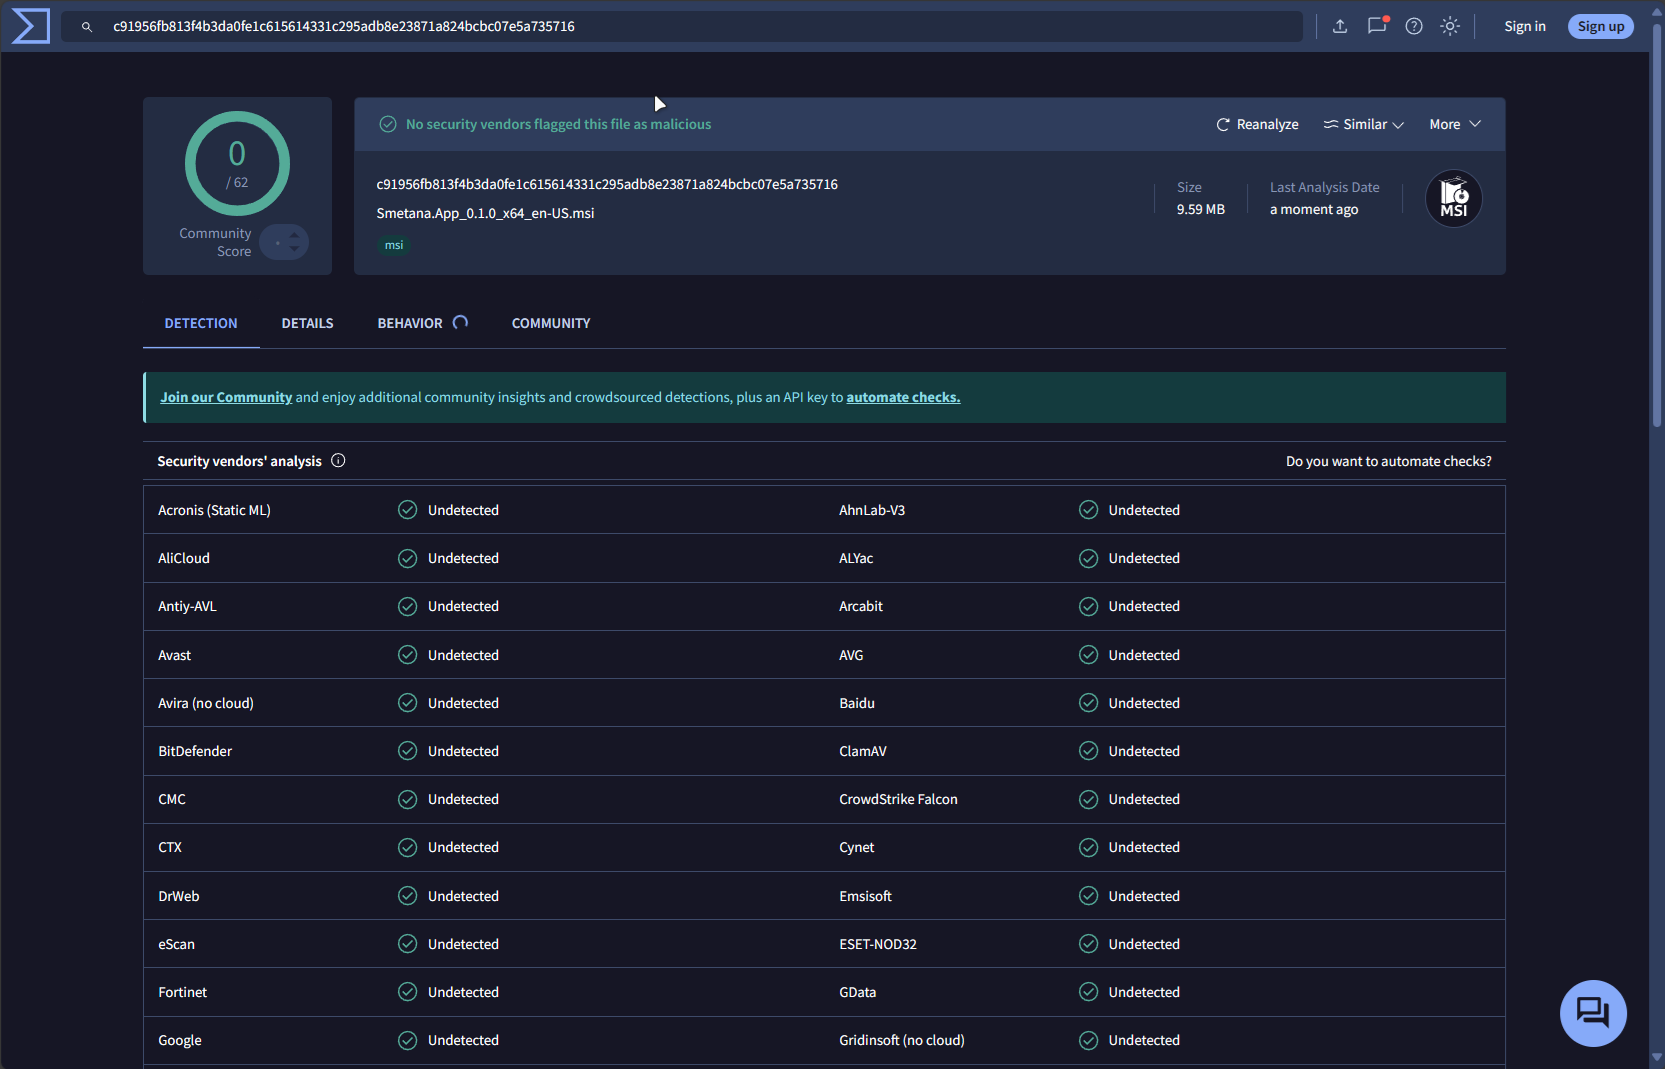 c91956fb813f4b3da0fe1c615614331c295adb8e23871a824bcbc07e5a735716
Sign in
Sign up
0
/ 62
Community
Score
No security vendors flagged this file as malicious
Reanalyze
Similar
More
c91956fb813f4b3da0fe1c615614331c295adb8e23871a824bcbc07e5a735716
Smetana.App_0.1.0_x64_en-US.msi
msi
Size
9.59 MB
Last Analysis Date
a moment ago
MSI
DETECTION
DETAILS
BEHAVIOR
COMMUNITY
Join our Community and enjoy additional community insights and crowdsourced detections, plus an API key to automate checks.
Security vendors' analysis
Do you want to automate checks?
Acronis (Static ML) Undetected AhnLab-V3 Undetected
AliCloud Undetected ALYac Undetected
Antiy-AVL Undetected Arcabit Undetected
Avast Undetected AVG Undetected
Avira (no cloud) Undetected Baidu Undetected
BitDefender Undetected ClamAV Undetected
CMC Undetected CrowdStrike Falcon Undetected
CTX Undetected Cynet Undetected
DrWeb Undetected Emsisoft Undetected
eScan Undetected ESET-NOD32 Undetected
Fortinet Undetected GData Undetected
Google Undetected Gridinsoft (no cloud) Undetected